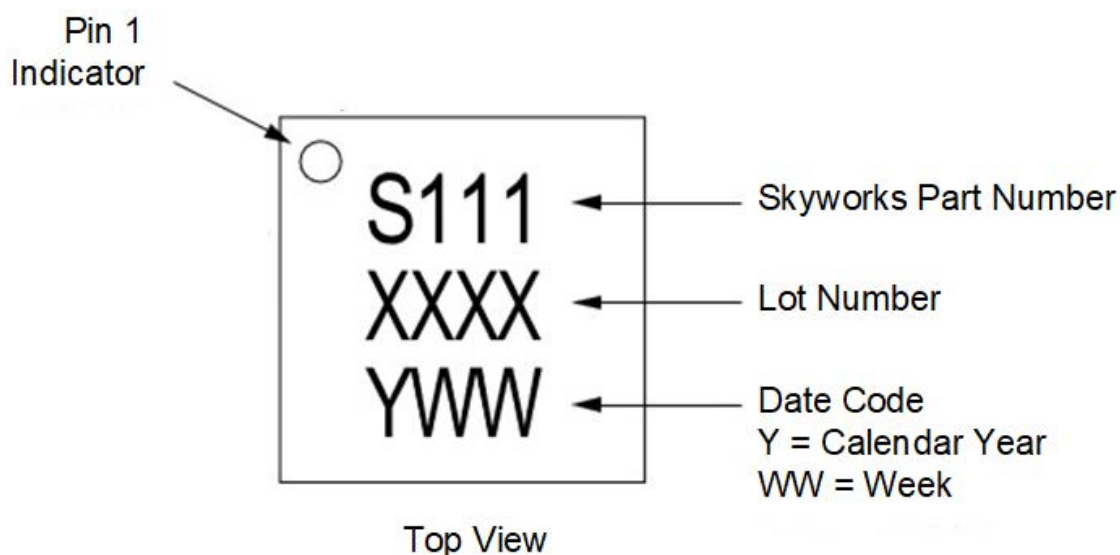 Pin 1
Indicator
S111
Skyworks Part Number
XXXX
Lot Number
YWW
Date Code
Y = Calendar Year
WW = Week
Top View